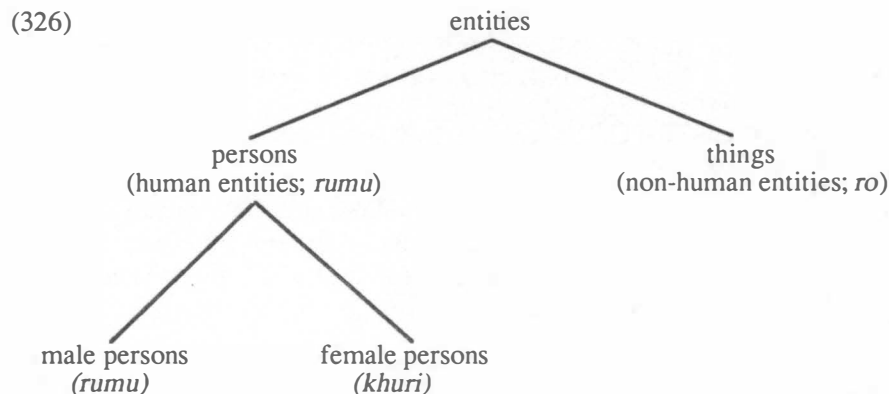 (326) entities
persons things
(human entities; rumu) (non-human entities; ro)
male persons female persons
(rumu) (khuri)